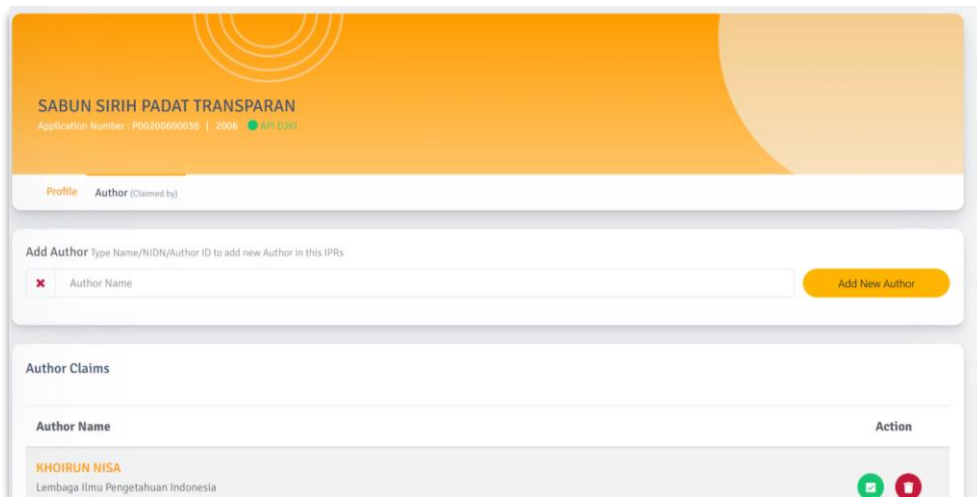 SABUN SIRIH PADAT TRANSPARAN
Application Number : P00200600038 | 2006 API DJKI
Profile Author (Claimed by)
Add Author Type Name/NIDN/Author ID to add new Author in this IPRs
Author Name
Add New Author
Author Claims
Author Name Action
KHOIRUN NISA
Lembaga Ilmu Pengetahuan Indonesia